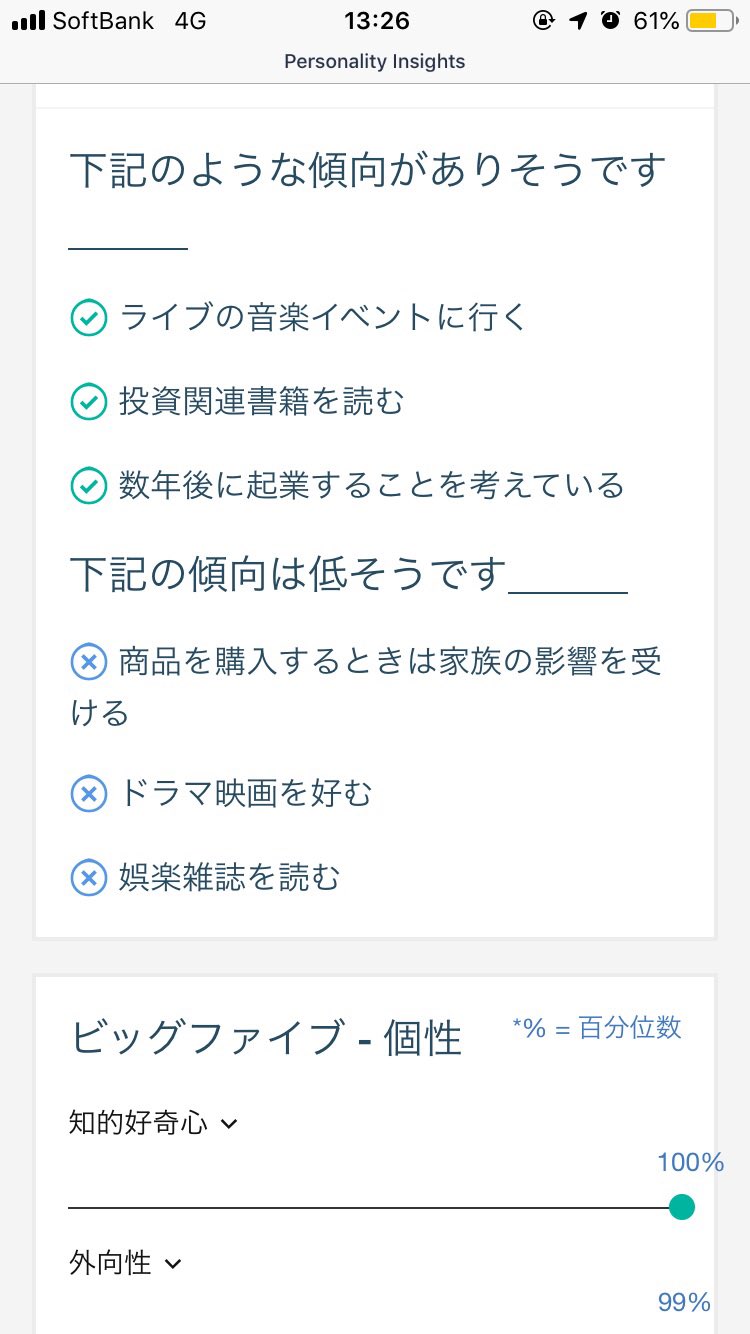 SoftBank 4G 13:26 61%
Personality Insights
下記のような傾向がありそうです
ライブの音楽イベントに行く
投資関連書籍を読む
数年後に起業することを考えている
下記の傾向は低そうです
商品を購入するときは家族の影響を受
ける
ドラマ映画を好む
娯楽雑誌を読む
ビッグファイブ - 個性 *% = 百分位数
知的好奇心
100%
外向性
99%